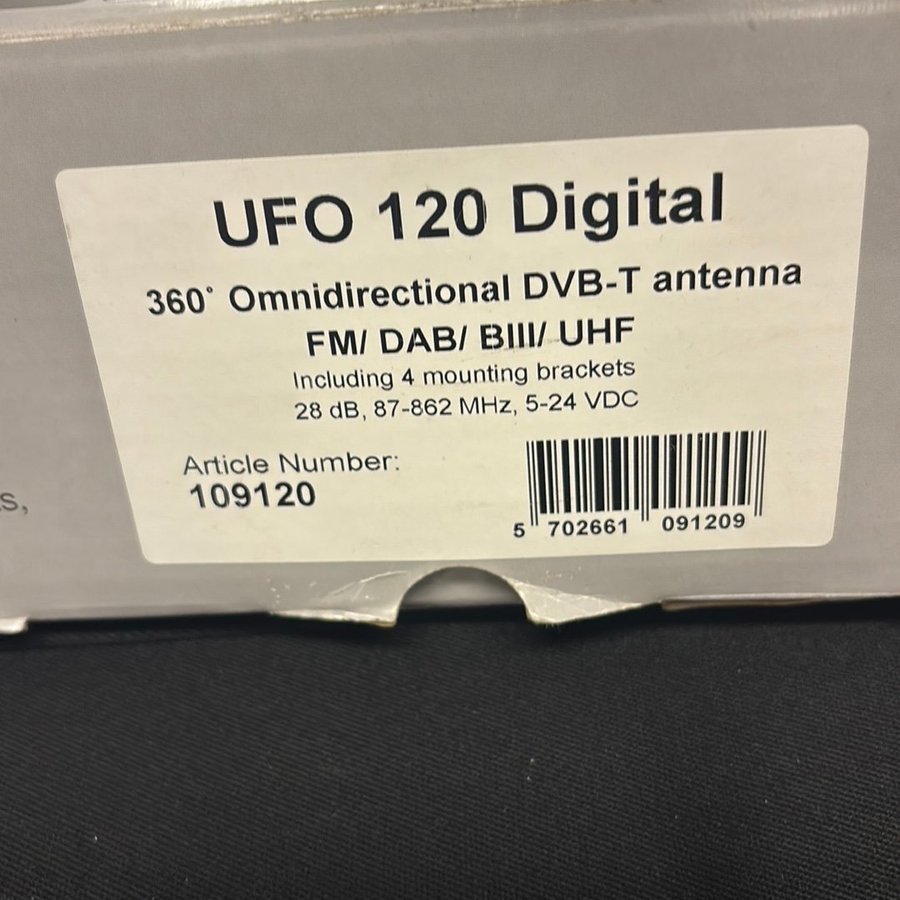 UFO 120 Digital
360° Omnidirectional DVB-T antenna
FM/ DAB/ BIII/ UHF
Including 4 mounting brackets
28 dB, 87-862 MHz, 5-24 VDC
Article Number:
109120
5 702661 091209
s,